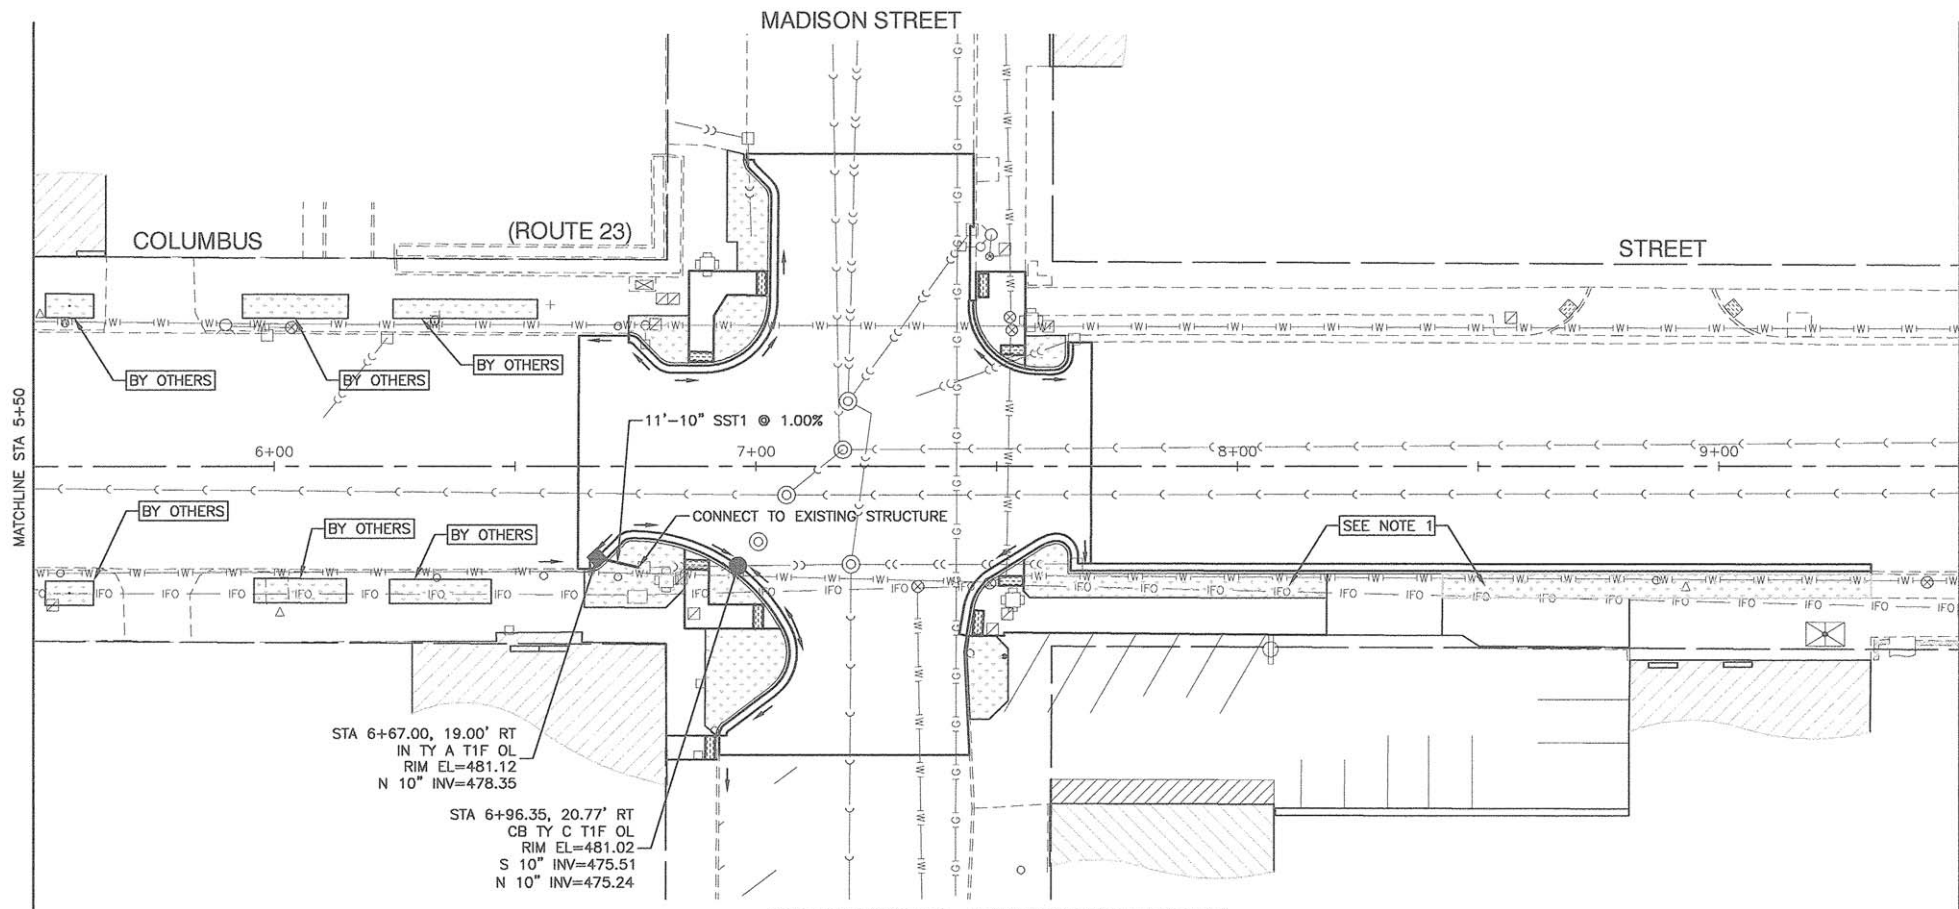 MADISON STREET
COLUMBUS
(ROUTE 23)
STREET
BY OTHERS
BY OTHERS
BY OTHERS
MATCHLINE STA 5+50
11'-10" SST1 @ 1.00%
6+00
7+00
8+00
9+00
BY OTHERS
BY OTHERS
BY OTHERS
CONNECT TO EXISTING STRUCTURE
SEE NOTE 1
STA 6+67.00, 19.00' RT
IN TY A T1F OL
RIM EL=481.12
N 10" INV=478.35
STA 6+96.35, 20.77' RT
CB TY C T1F OL
RIM EL=481.02
S 10" INV=475.51
N 10" INV=475.24